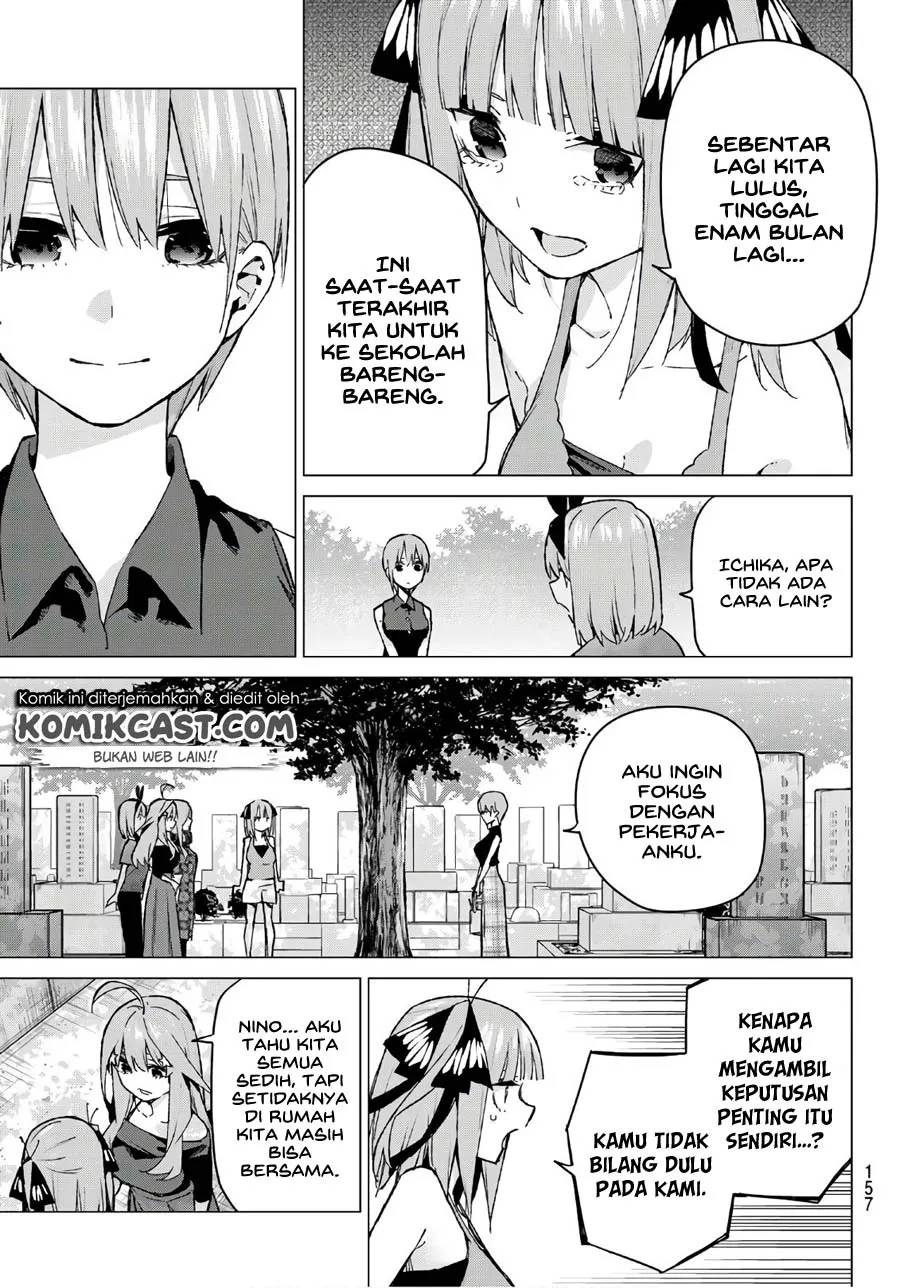 SEBENTAR
LAGI KITA
LULUS,
TINGGAL
ENAM BULAN
LAGI...
INI
SAAT-SAAT
TERAKHIR
KITA UNTUK
KE SEKOLAH
BARENG-
BARENG.
ICHIKA, APA
TIDAK ADA
CARA LAIN?
Komik ini diterjemahkan & diedit oleh
KOMIKCAST.COM
BUKAN WEB LAIN!!
AKU INGIN
FOKUS
DENGAN
PEKERJA-
ANKU.
KENAPA
KAMU
MENGAMBIL
KEPUTUSAN
PENTING ITU
SENDIRI...?
KAMU TIDAK
BILANG DULU
PADA KAMI.
NINO... AKU
TAHU KITA
SEMUA
SEDIH, TAPI
SETIDAKNYA
DI RUMAH
KITA MASIH
BISA
BERSAMA.
157